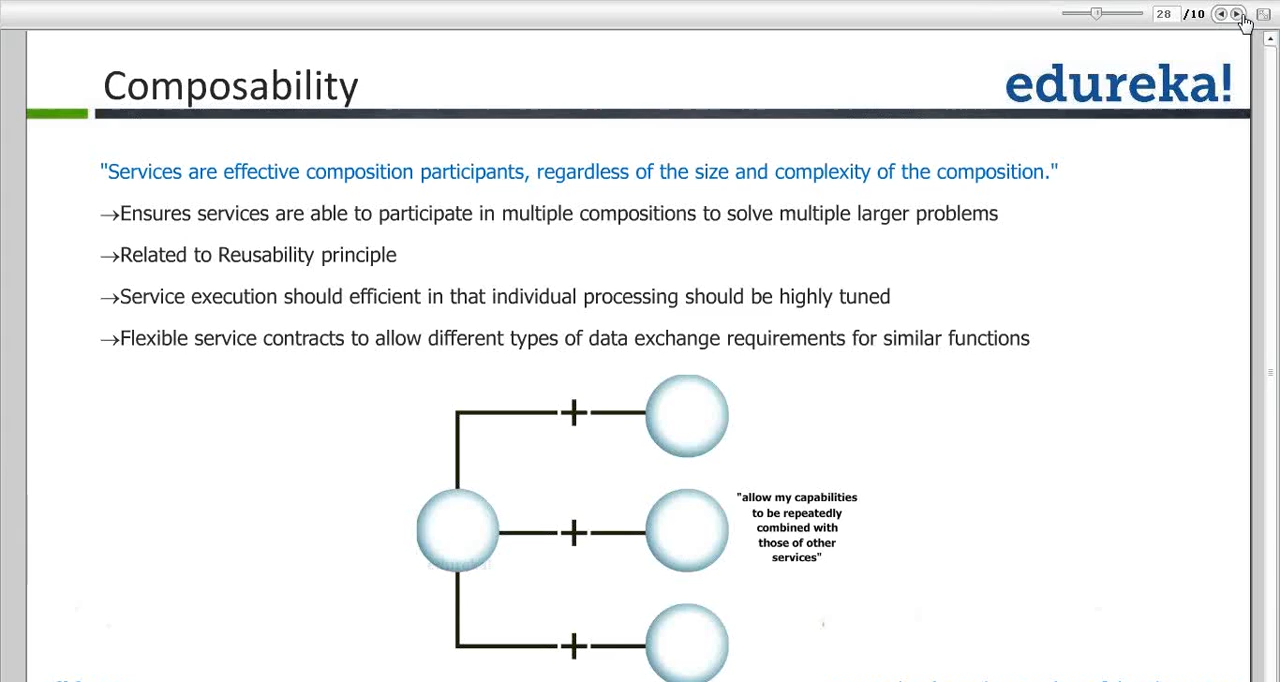 28 /10
Composability
edureka!
"Services are effective composition participants, regardless of the size and complexity of the composition."
→Ensures services are able to participate in multiple compositions to solve multiple larger problems
→Related to Reusability principle
→Service execution should efficient in that individual processing should be highly tuned
→Flexible service contracts to allow different types of data exchange requirements for similar functions
"allow my capabilities
to be repeatedly
combined with
those of other
services"
edureka!